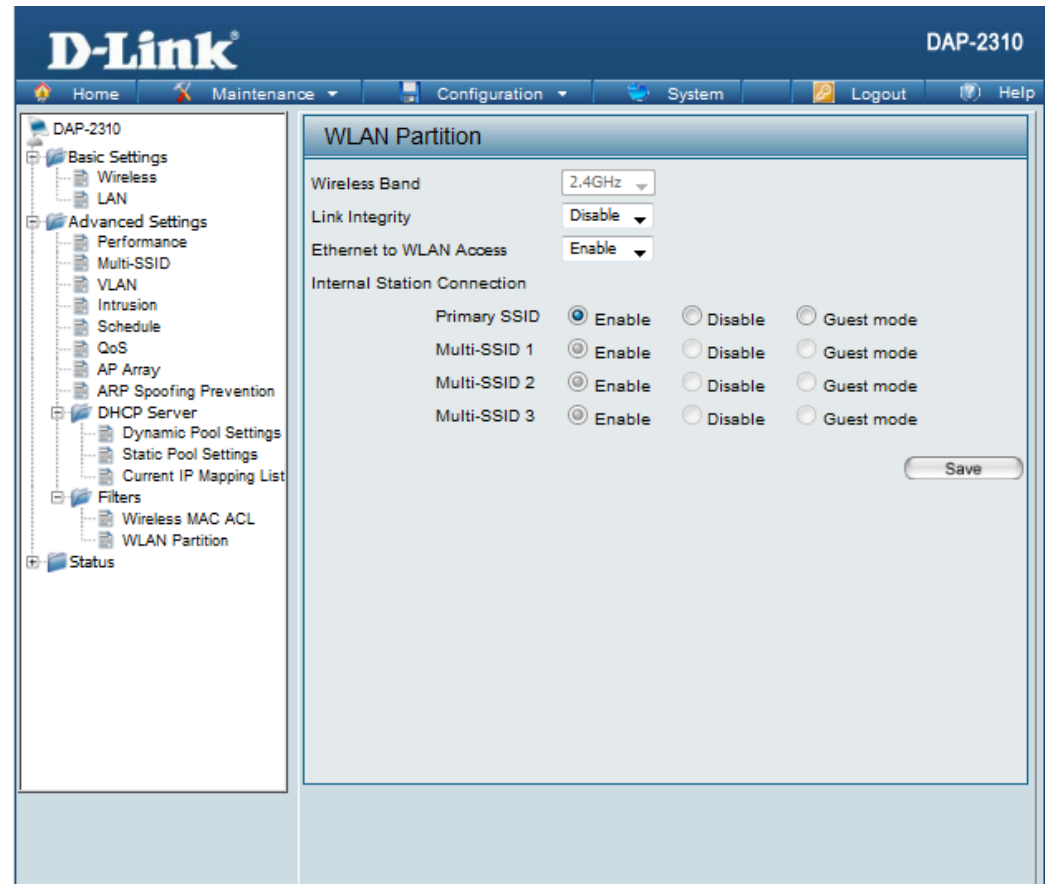 D-Link®
DAP-2310
Home Maintenance Configuration System Logout Help
DAP-2310
Basic Settings
Wireless
LAN
Advanced Settings
Performance
Multi-SSID
VLAN
Intrusion
Schedule
QoS
AP Array
ARP Spoofing Prevention
DHCP Server
Dynamic Pool Settings
Static Pool Settings
Current IP Mapping List
Filters
Wireless MAC ACL
WLAN Partition
Status
WLAN Partition
Wireless Band 2.4GHz
Link Integrity Disable
Ethernet to WLAN Access Enable
Internal Station Connection
Primary SSID Enable Disable Guest mode
Multi-SSID 1 Enable Disable Guest mode
Multi-SSID 2 Enable Disable Guest mode
Multi-SSID 3 Enable Disable Guest mode
Save